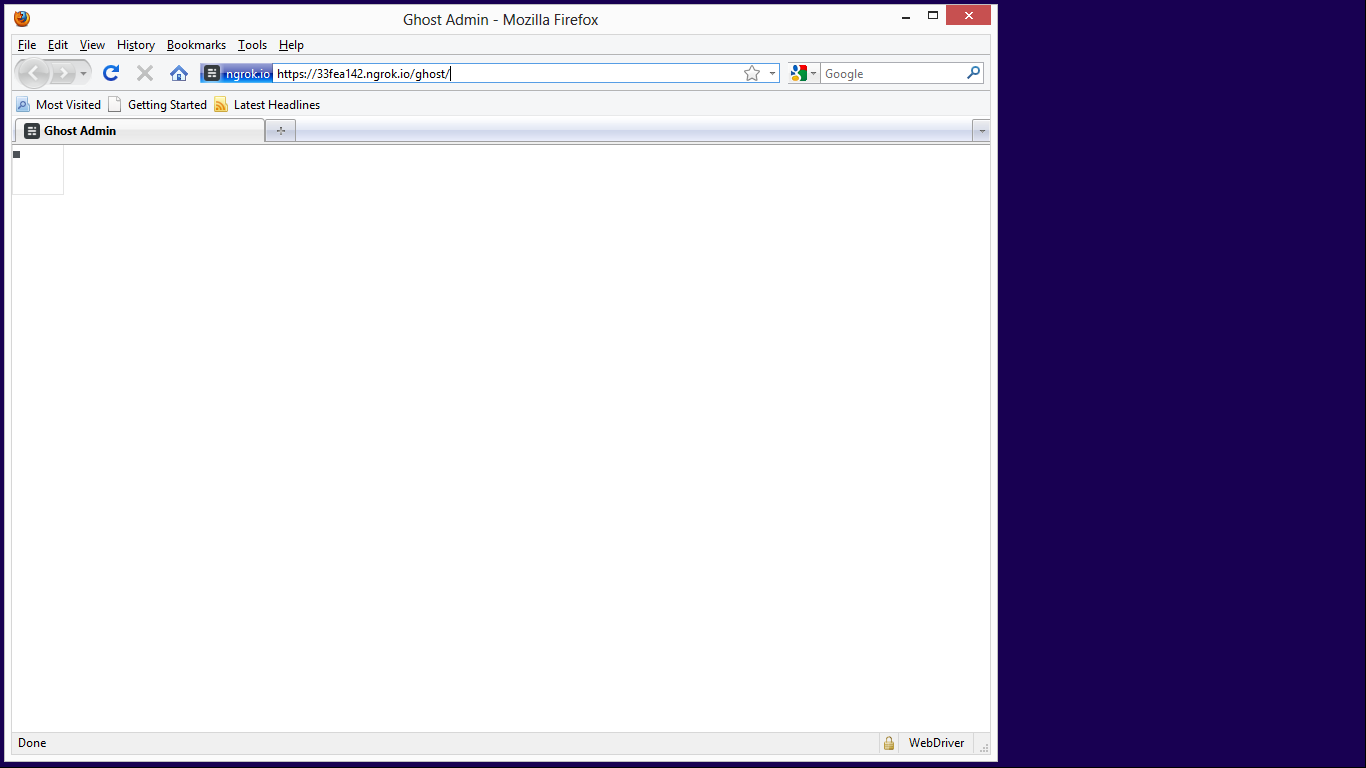 Ghost Admin - Mozilla Firefox
File Edit View History Bookmarks Tools Help
ngrok.io https://33fea142.ngrok.io/ghost/ Google
Most Visited Getting Started Latest Headlines
Ghost Admin
Done WebDriver